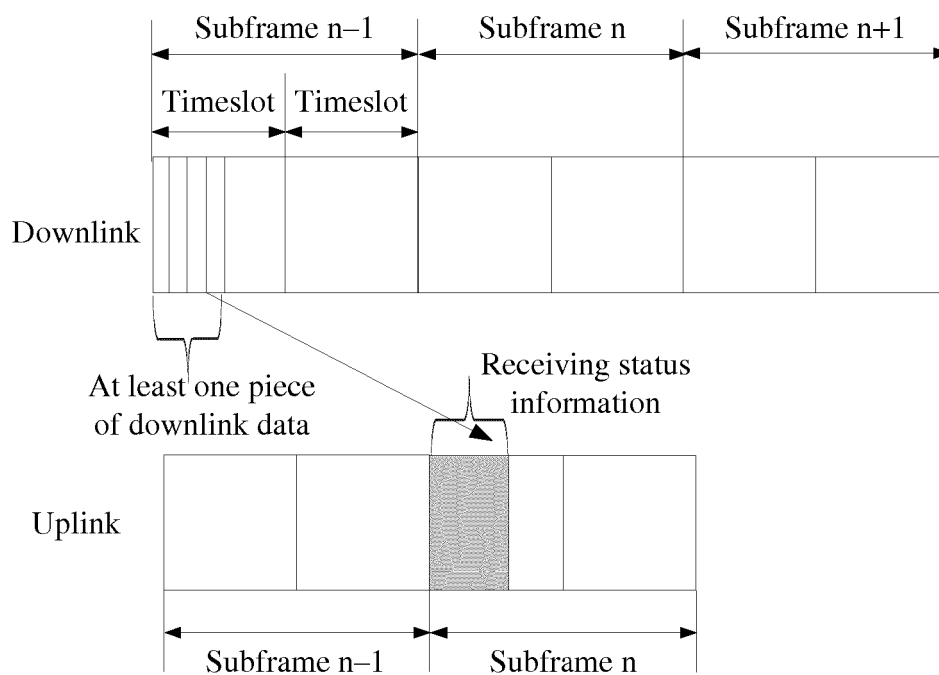 Subframe n–1
Subframe n
Subframe n+1
Timeslot
Timeslot
Downlink
At least one piece
of downlink data
Receiving status
information
Uplink
Subframe n–1
Subframe n